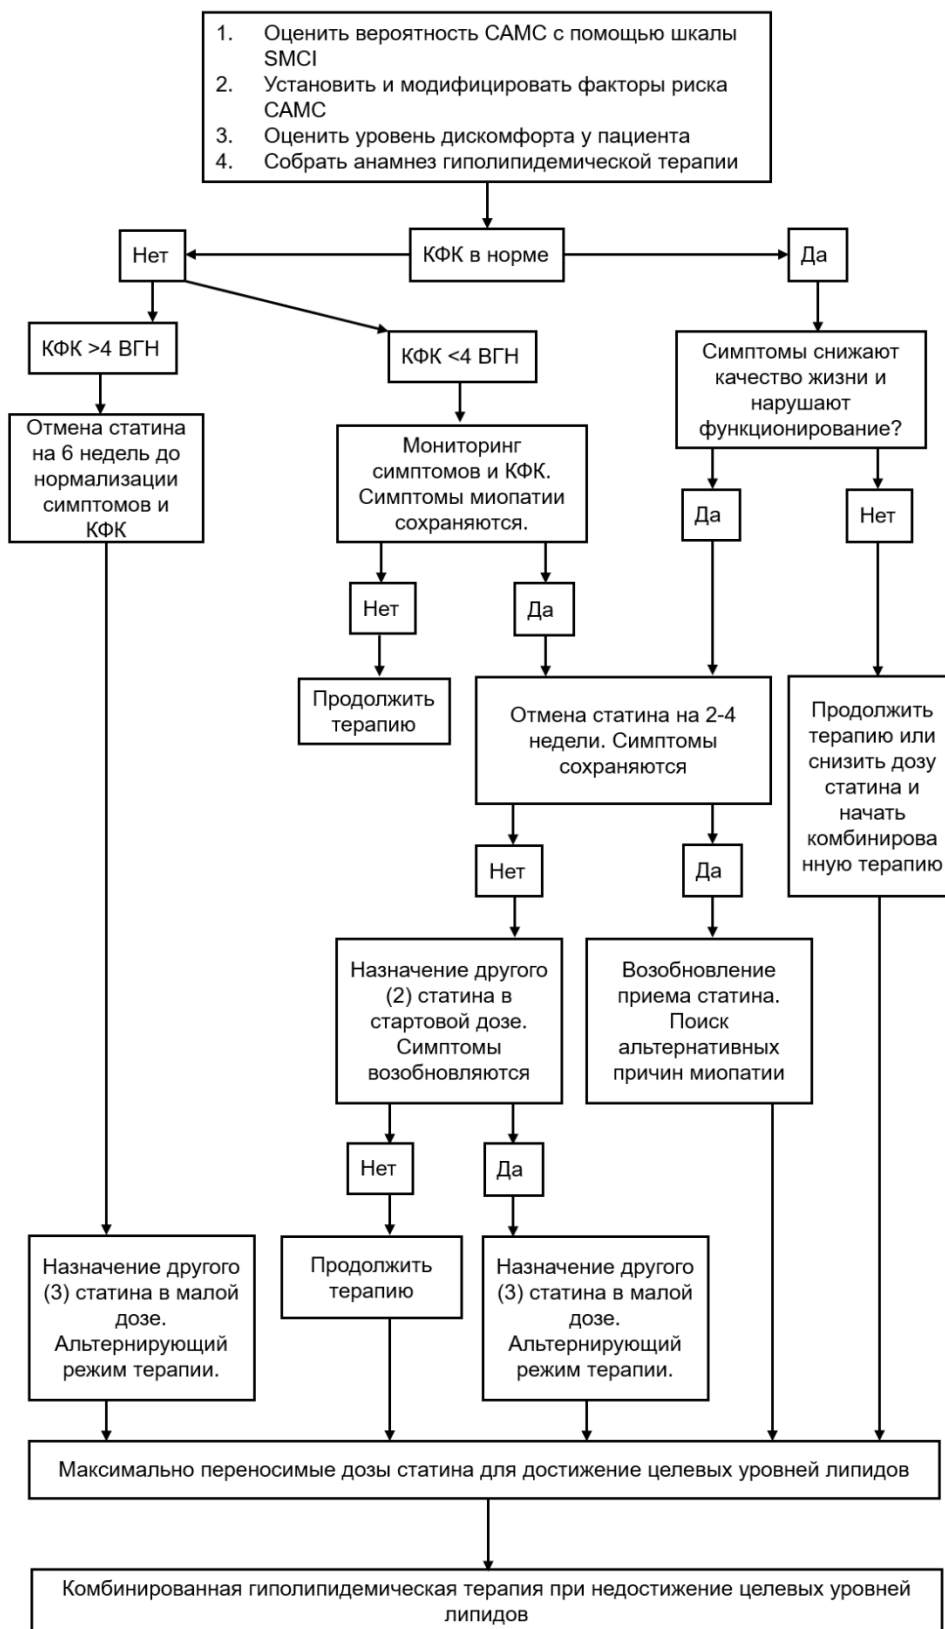 1. Оценить вероятность САМС с помощью шкалы
SMCI
2. Установить и модифицировать факторы риска
САМС
3. Оценить уровень дискомфорта у пациента
4. Собрать анамнез гиполипидемической терапии
Нет
КФК в норме
Да
КФК >4 ВГН
КФК <4 ВГН
Симптомы снижают
качество жизни и
нарушают
функционирование?
Отмена статина
на 6 недель до
нормализации
симптомов и
КФК
Мониторинг
симптомов и КФК.
Симптомы миопатии
сохраняются.
Да
Нет
Нет
Да
Продолжить
терапию
Отмена статина на 2-4
недели. Симптомы
сохраняются
Продолжить
терапию или
снизить дозу
статина и
начать
комбинирова
нную терапию
Нет
Да
Назначение другого
(2) статина в
стартовой дозе.
Симптомы
возобновляются
Возобновление
приема статина.
Поиск
альтернативных
причин миопатии
Нет
Да
Назначение другого
(3) статина в малой
дозе.
Альтернирующий
режим терапии.
Продолжить
терапию
Назначение другого
(3) статина в малой
дозе.
Альтернирующий
режим терапии.
Максимально переносимые дозы статина для достижение целевых уровней липидов
Комбинированная гиполипидемическая терапия при недостижение целевых уровней
липидов